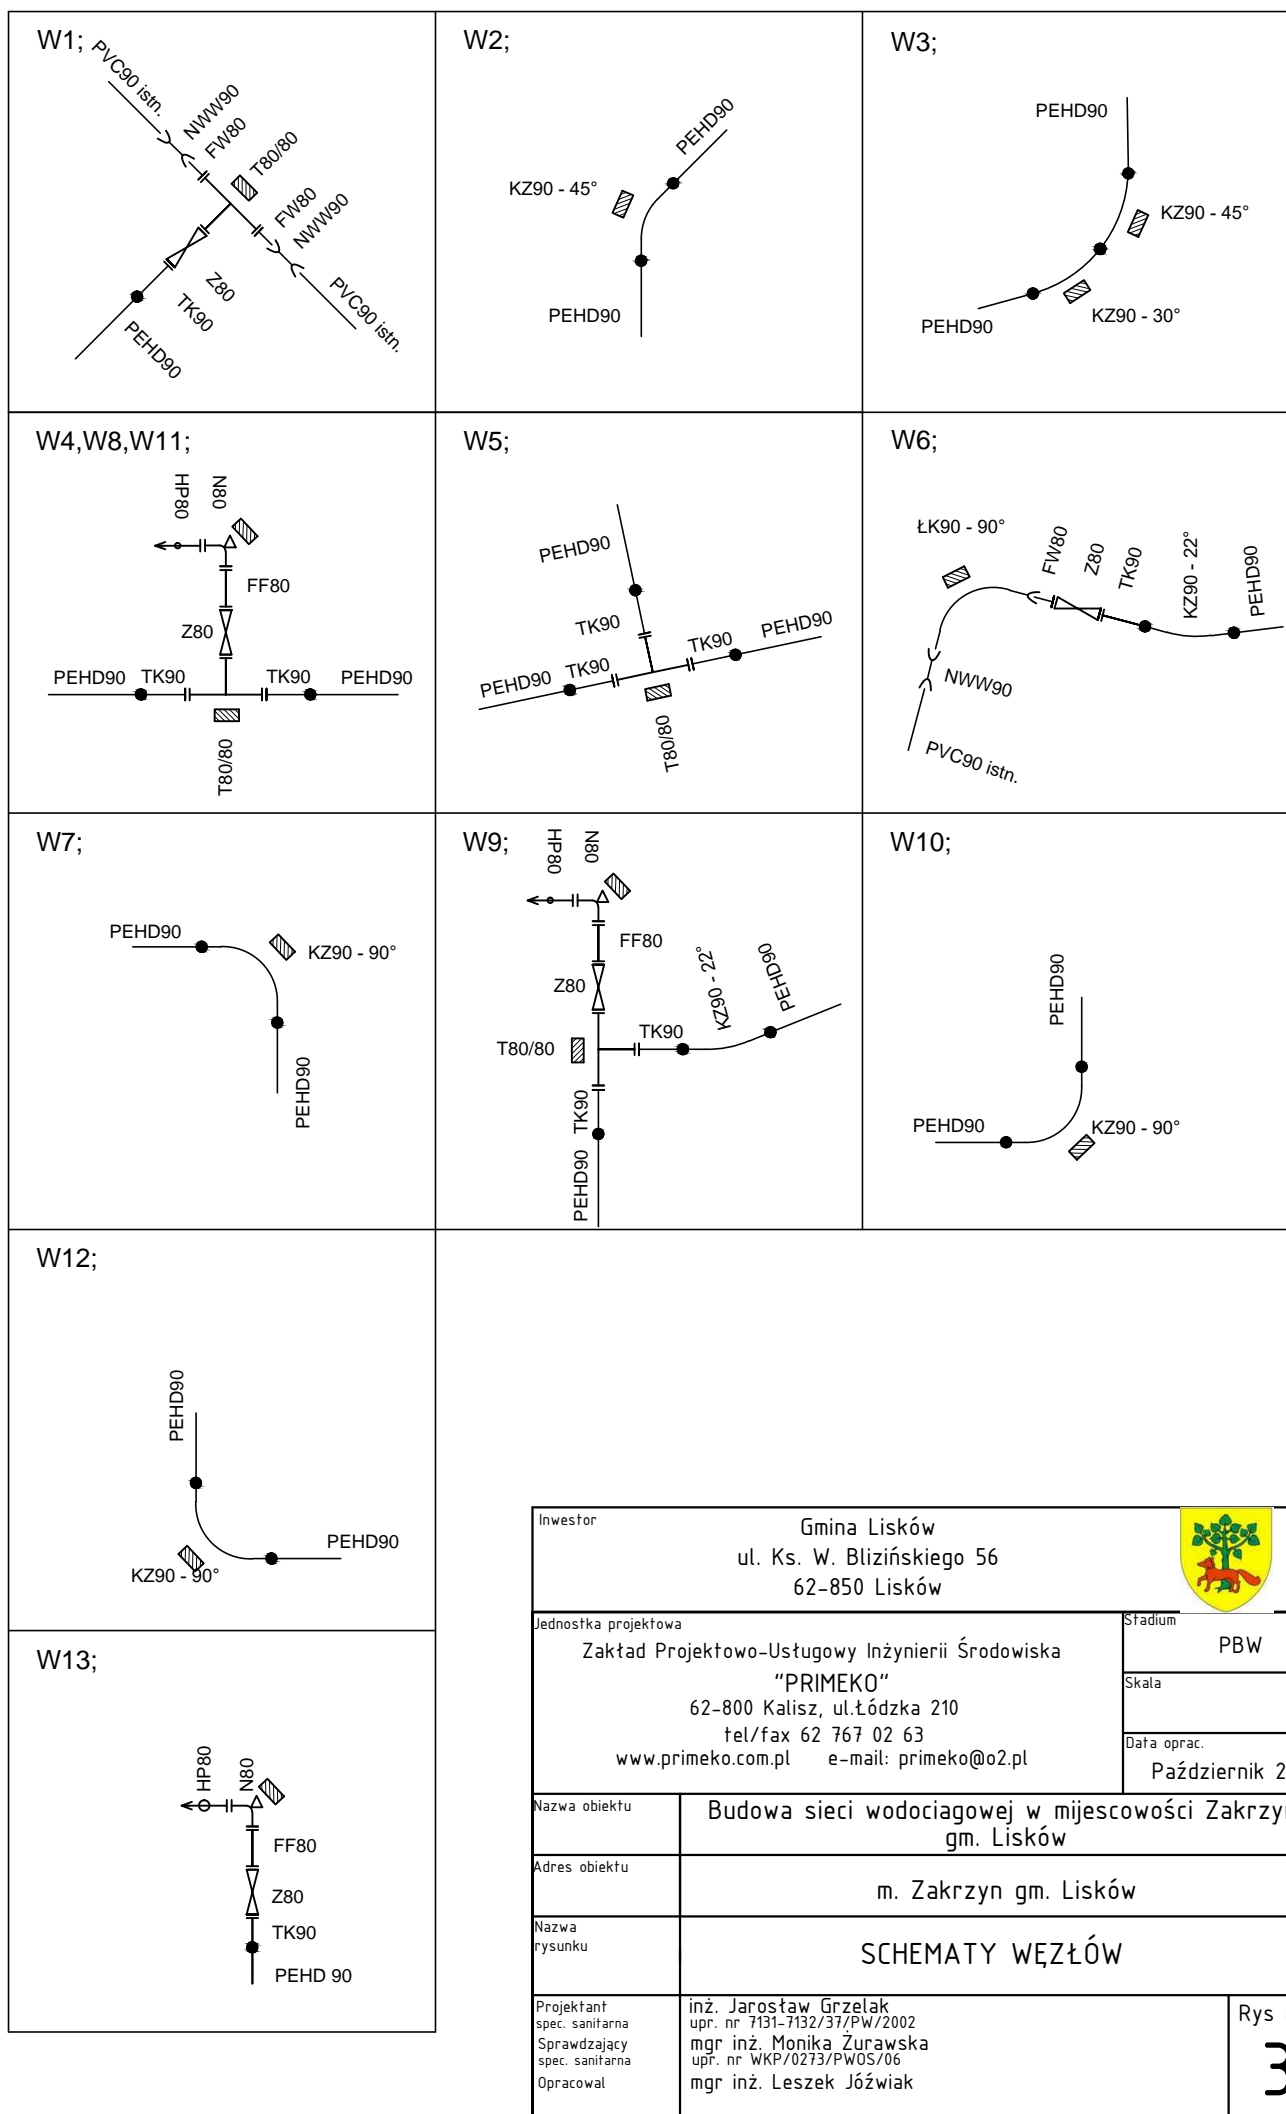 W1;
PVC90 istn.
NWW90
FW80
T80/80
FW80
NWW90
PVC90 istn.
Z80
TK90
PEHD90
W2;
PEHD90
KZ90 - 45°
PEHD90
W3;
PEHD90
KZ90 - 45°
KZ90 - 30°
PEHD90
W4,W8,W11;
HP80
N80
FF80
Z80
PEHD90
TK90
TK90
PEHD90
T80/80
W5;
PEHD90
TK90
TK90
PEHD90
PEHD90
TK90
T80/80
W6;
ŁK90 - 90°
FW80
Z80
TK90
KZ90 - 22°
PEHD90
NWW90
PVC90 istn.
W7;
PEHD90
KZ90 - 90°
PEHD90
W9;
HP80
N80
FF80
Z80
KZ90 - 22°
PEHD90
T80/80
TK90
TK90
PEHD90
W10;
PEHD90
PEHD90
KZ90 - 90°
W12;
PEHD90
PEHD90
KZ90 - 90°
W13;
HP80
N80
FF80
Z80
TK90
PEHD 90
Inwestor
Gmina Lisków
ul. Ks. W. Blizińskiego 56
62-850 Lisków
Jednostka projektowa
Zakład Projektowo-Usługowy Inżynierii Środowiska
"PRIMEKO"
62-800 Kalisz, ul.Łódzka 210
tel/fax 62 767 02 63
www.primeko.com.pl e-mail: primeko@o2.pl
Stadium
PBW
Skala
Data oprac.
Październik 2
Nazwa obiektu
Budowa sieci wodociagowej w mijescowości Zakrzyn
gm. Lisków
Adres obiektu
m. Zakrzyn gm. Lisków
Nazwa
rysunku
SCHEMATY WĘZŁÓW
Projektant
spec. sanitarna
inż. Jarosław Grzelak
upr. nr 7131-7132/37/PW/2002
Sprawdzający
spec. sanitarna
mgr inż. Monika Żurawska
upr. nr WKP/0273/PWOS/06
Opracował
mgr inż. Leszek Jóźwiak
Rys
3